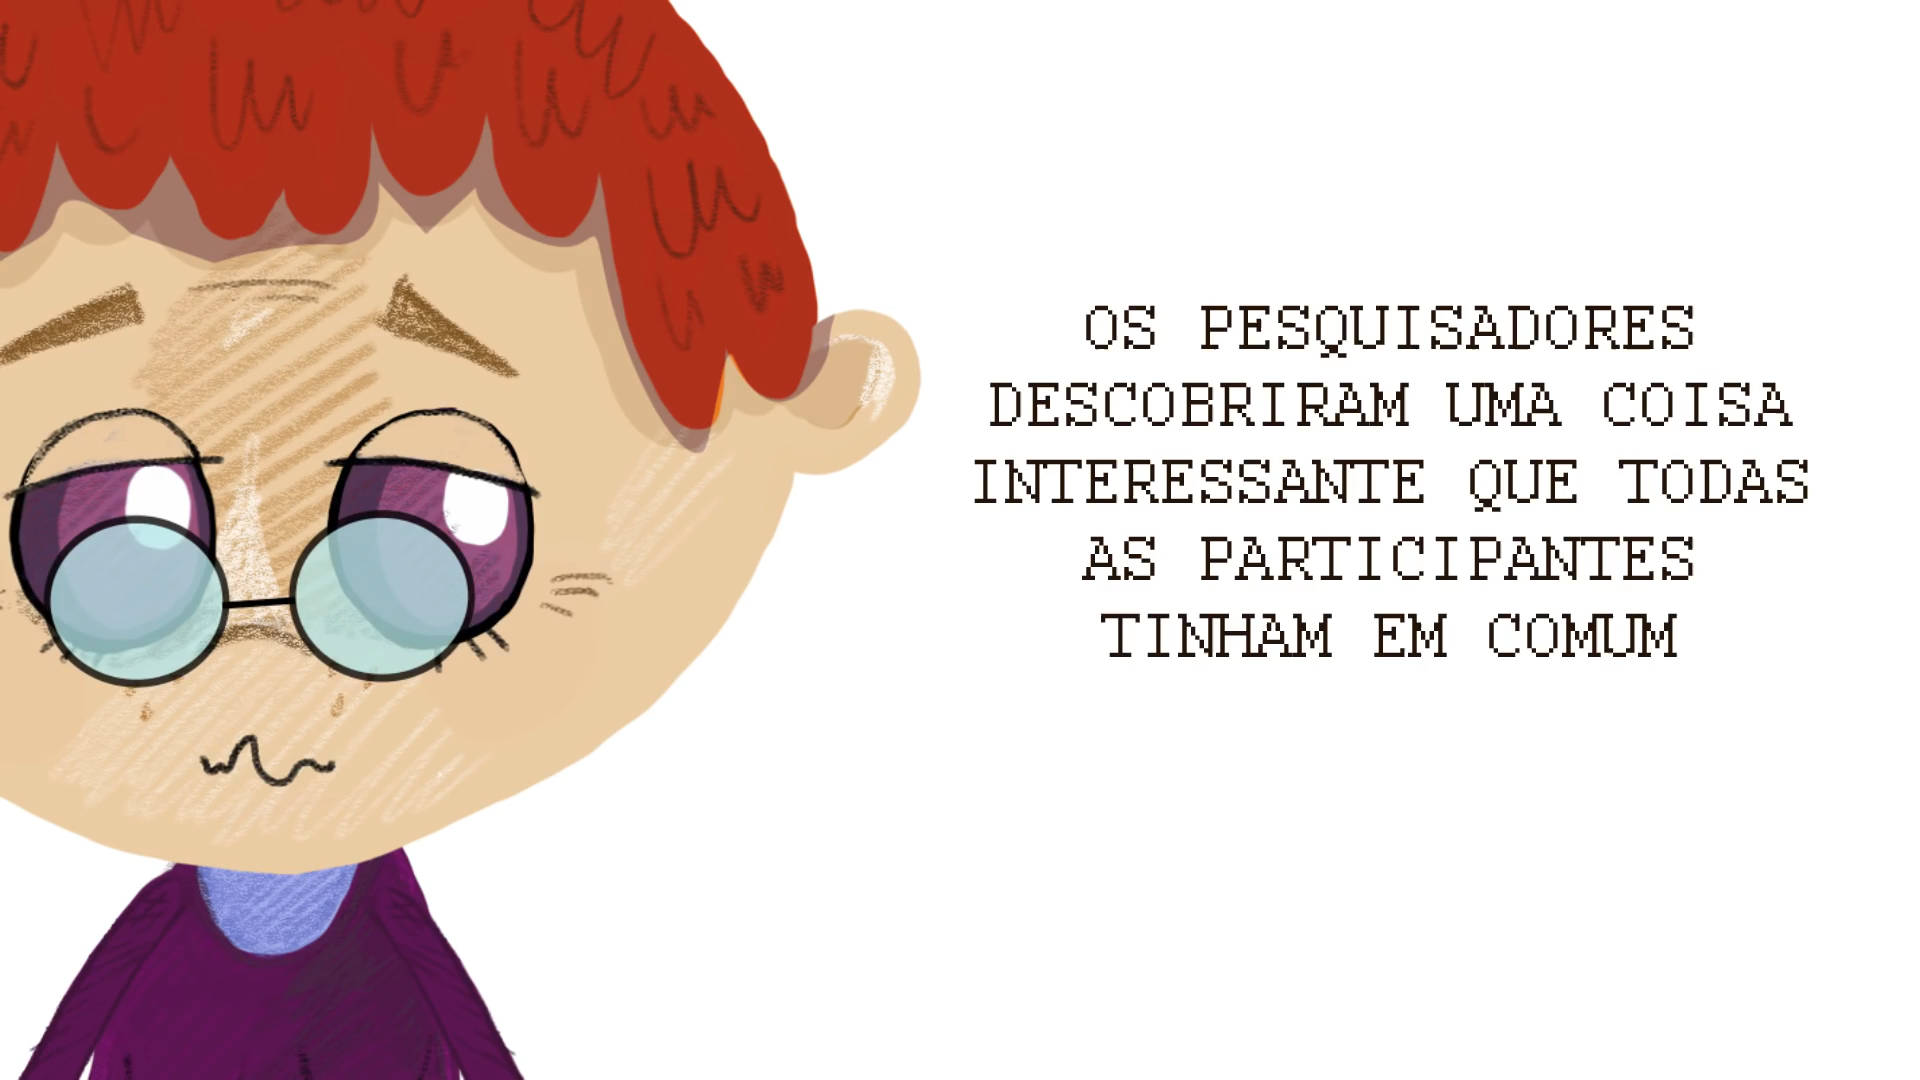 OS PESQUISADORES
DESCOBRIRAM UMA COISA
INTERESSANTE QUE TODAS
AS PARTICIPANTES
TINHAM EM COMUM